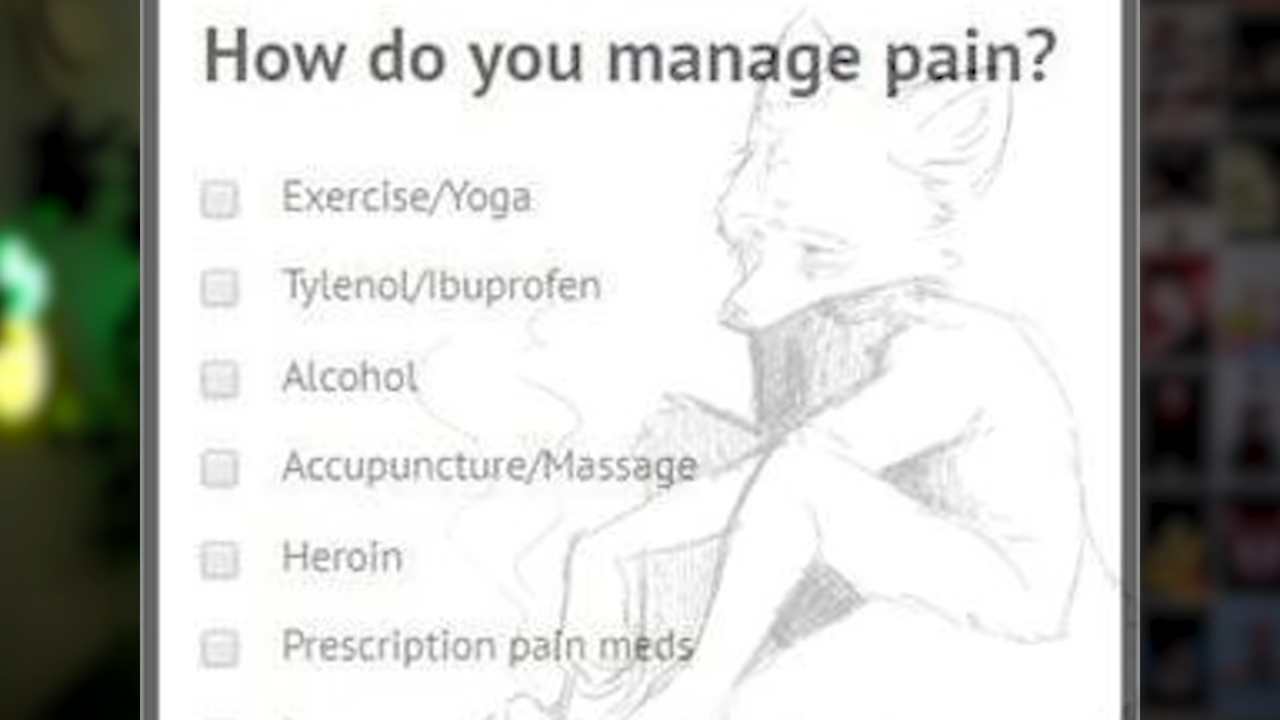 How do you manage pain?
Exercise/Yoga
Tylenol/Ibuprofen
Alcohol
Accupuncture/Massage
Heroin
Prescription pain meds